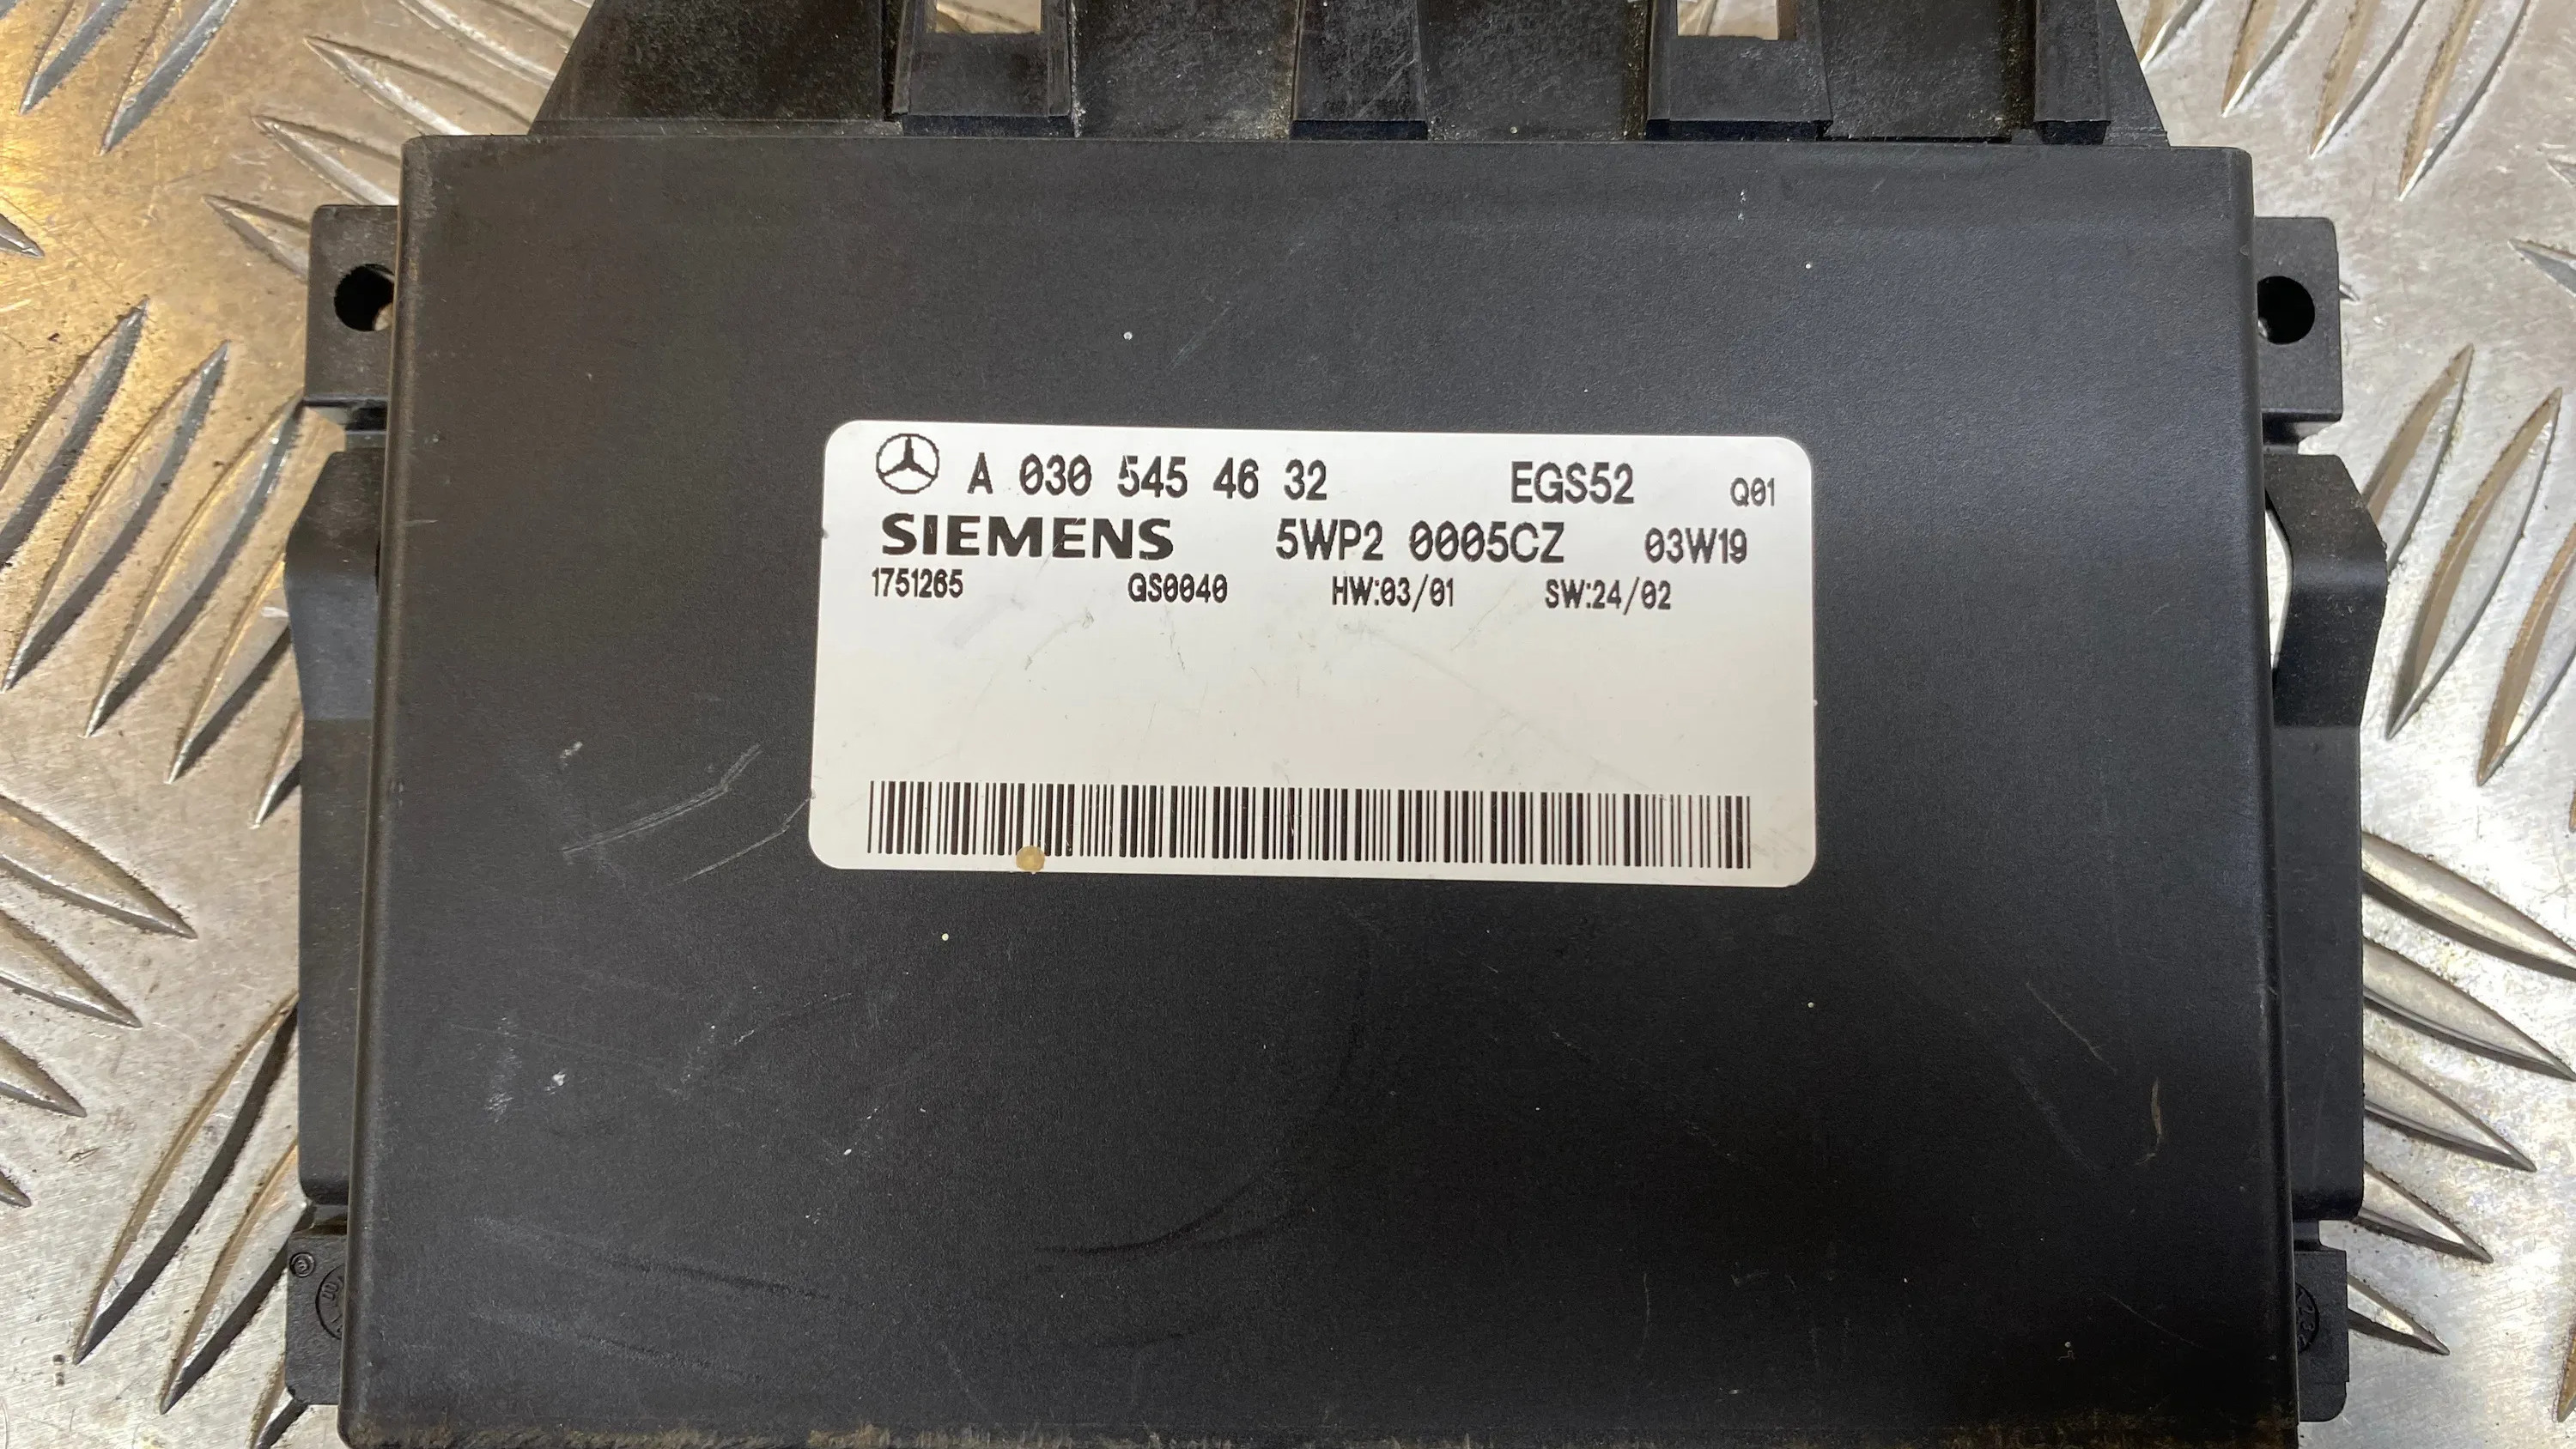 A 030 545 46 32 EGS52 Q01
SIEMENS 5WP2 0005CZ 03W19
1751265 GS0040 HW:03/01 SW:24/02